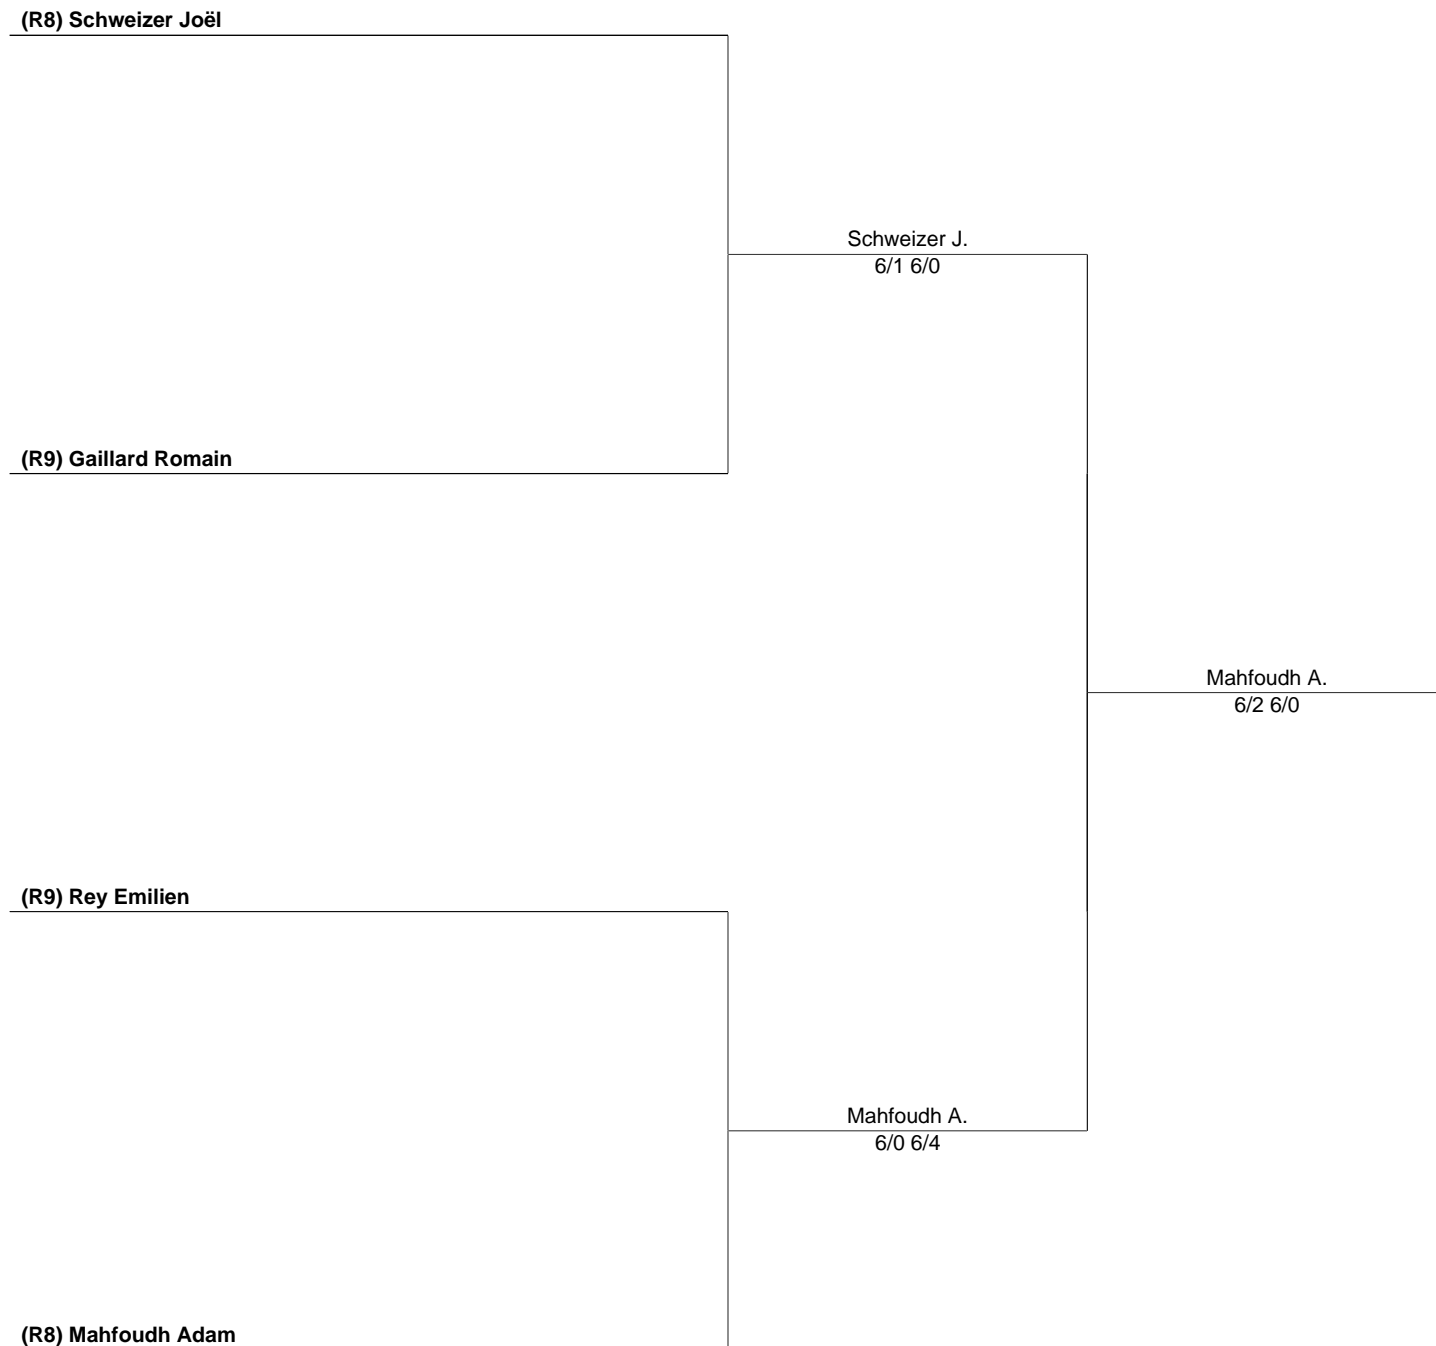 (R8) Schweizer Joël
Schweizer J.
6/1 6/0
(R9) Gaillard Romain
Mahfoudh A.
6/2 6/0
(R9) Rey Emilien
Mahfoudh A.
6/0 6/4
(R8) Mahfoudh Adam